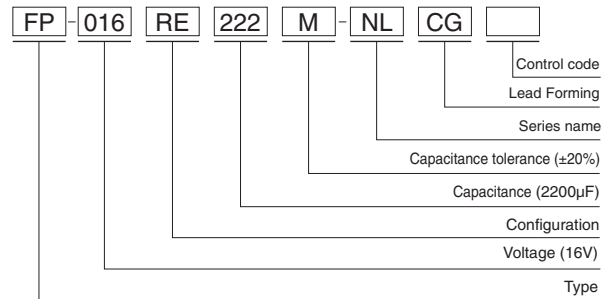 FP-016 RE 222 M-NL CG
Control code
Lead Forming
Series name
Capacitance tolerance (±20%)
Capacitance (2200µF)
Configuration
Voltage (16V)
Type